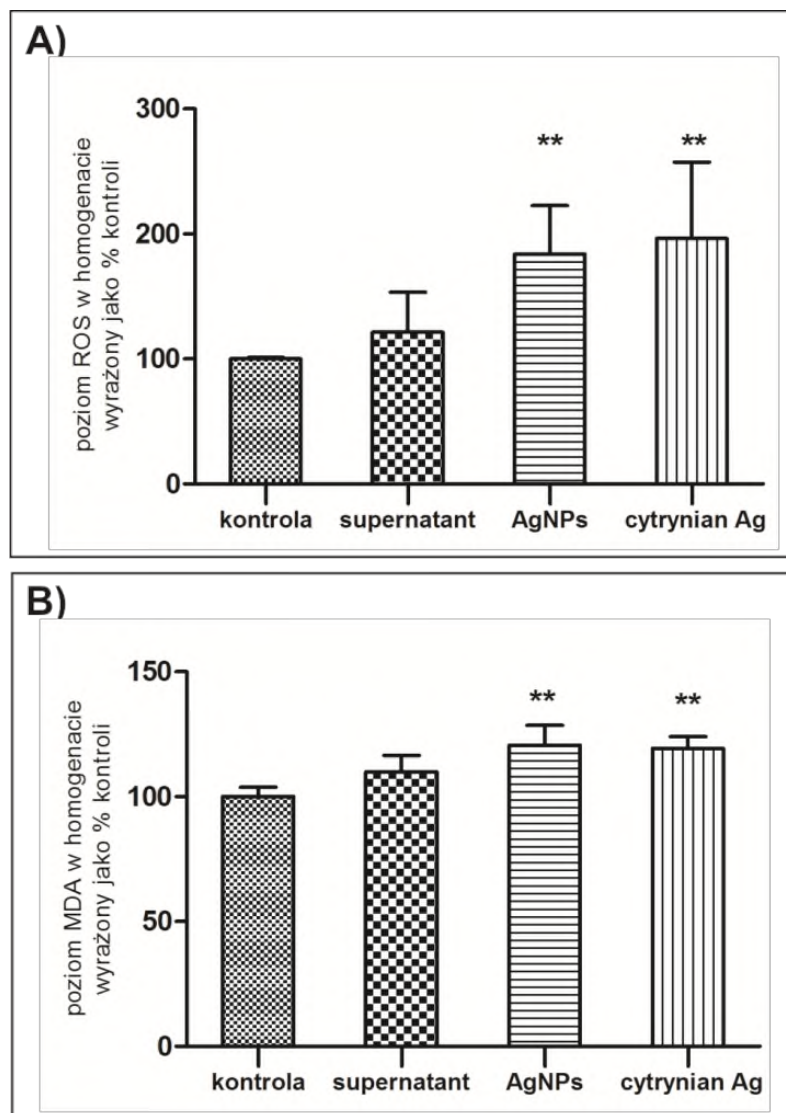 A)
poziom ROS w homogenacie
wyrażony jako % kontroli
300
200
100
0
**
**
kontrola
supernatant
AgNPs
cytrynian Ag
B)
poziom MDA w homogenacie
wyrażony jako % kontroli
150
100
50
0
**
**
kontrola
supernatant
AgNPs
cytrynian Ag